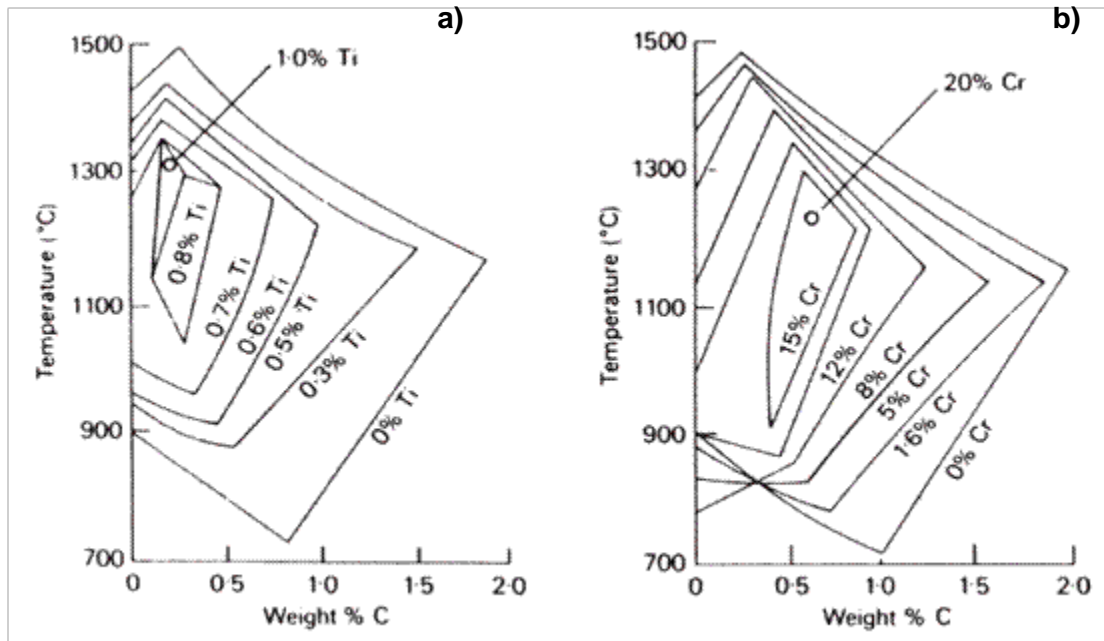 a)
1500
1·0% Ti
1300
1100
900
700
Temperature (°C)
0·8% Ti
0·7% Ti
0·6% Ti
0·5% Ti
0·3% Ti
0% Ti
0
0·5
1·0
1·5
2·0
Weight % C
b)
1500
20% Cr
1300
1100
900
700
Temperature (°C)
15% Cr
12% Cr
8% Cr
5% Cr
1·6% Cr
0% Cr
0
0·5
1·0
1·5
2·0
Weight % C